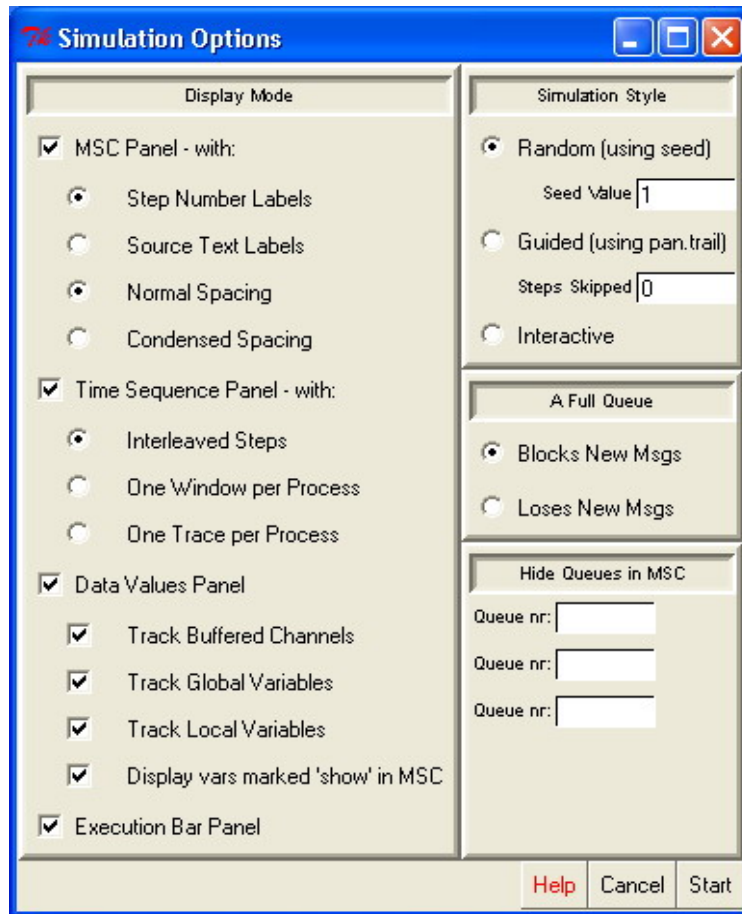 Tk Simulation Options
Display Mode
MSC Panel - with:
Step Number Labels
Source Text Labels
Normal Spacing
Condensed Spacing
Time Sequence Panel - with:
Interleaved Steps
One Window per Process
One Trace per Process
Data Values Panel
Track Buffered Channels
Track Global Variables
Track Local Variables
Display vars marked 'show' in MSC
Execution Bar Panel
Simulation Style
Random (using seed)
Seed Value 1
Guided (using pan.trail)
Steps Skipped 0
Interactive
A Full Queue
Blocks New Msgs
Loses New Msgs
Hide Queues in MSC
Queue nr:
Queue nr:
Queue nr:
Help Cancel Start